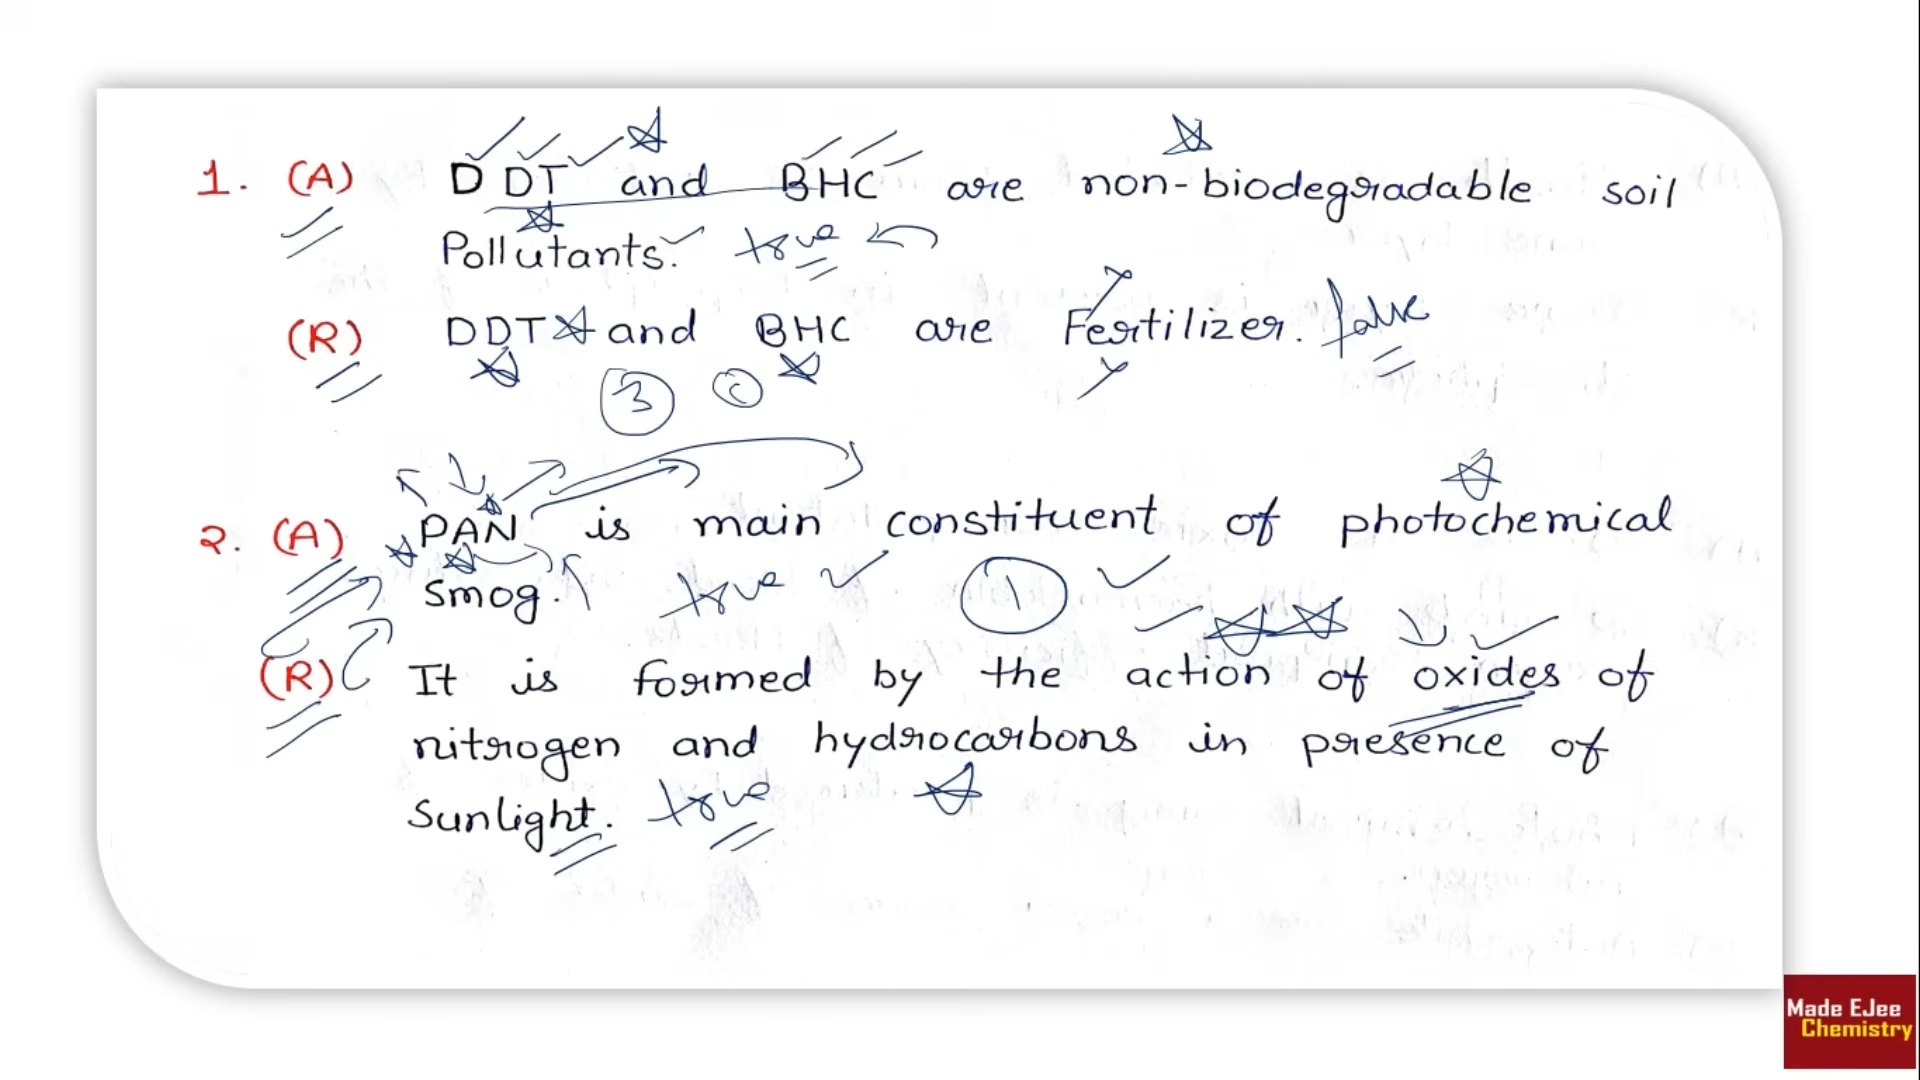 1. (A) DDT and BHC are non-biodegradable soil
Pollutants. true
(R) DDT and BHC are Fertilizer. false
3 c
2. (A) PAN is main constituent of photochemical
Smog. true 1
(R) It is formed by the action of oxides of
nitrogen and hydrocarbons in presence of
Sunlight. true
Made EJee
Chemistry